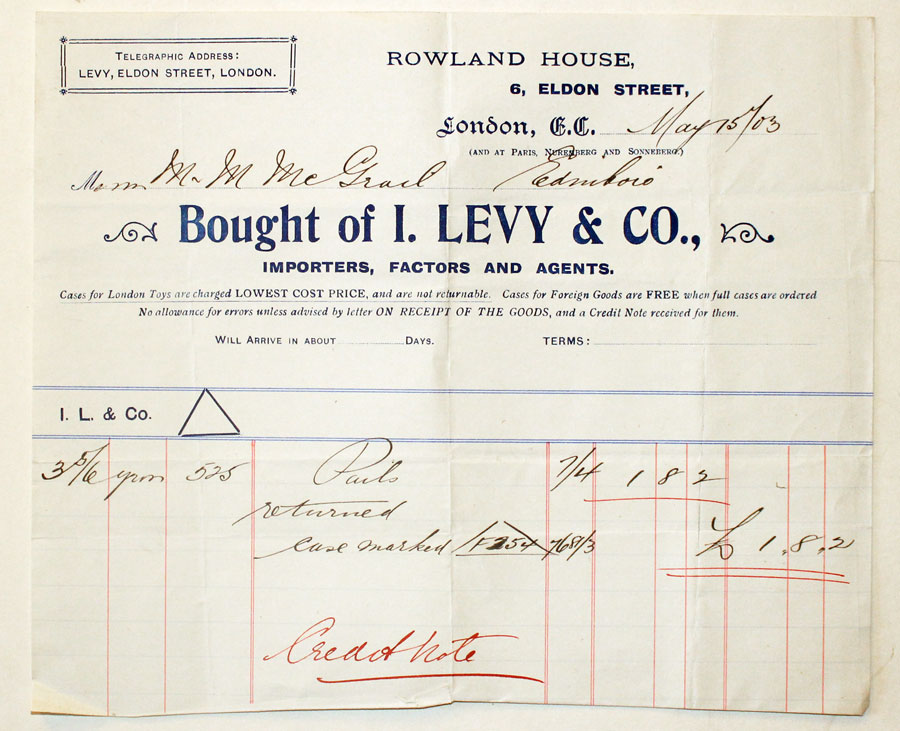 TELEGRAPHIC ADDRESS:
LEVY, ELDON STREET, LONDON.
ROWLAND HOUSE,
6, ELDON STREET,
London, E.C. May 15/03
(AND AT PARIS, NUREMBERG AND SONNEBERG.)
M McGrail Edinboro
Bought of I. LEVY & CO.,
IMPORTERS, FACTORS AND AGENTS.
Cases for London Toys are charged LOWEST COST PRICE, and are not returnable. Cases for Foreign Goods are FREE when full cases are ordered
No allowance for errors unless advised by letter ON RECEIPT OF THE GOODS, and a Credit Note received for them.
WILL ARRIVE IN ABOUT DAYS. TERMS:
I. L. & Co.
3 5/6 525 Pails 7/4 1 8 2
returned
case marked F254 £ 1.8.2
Credit Note